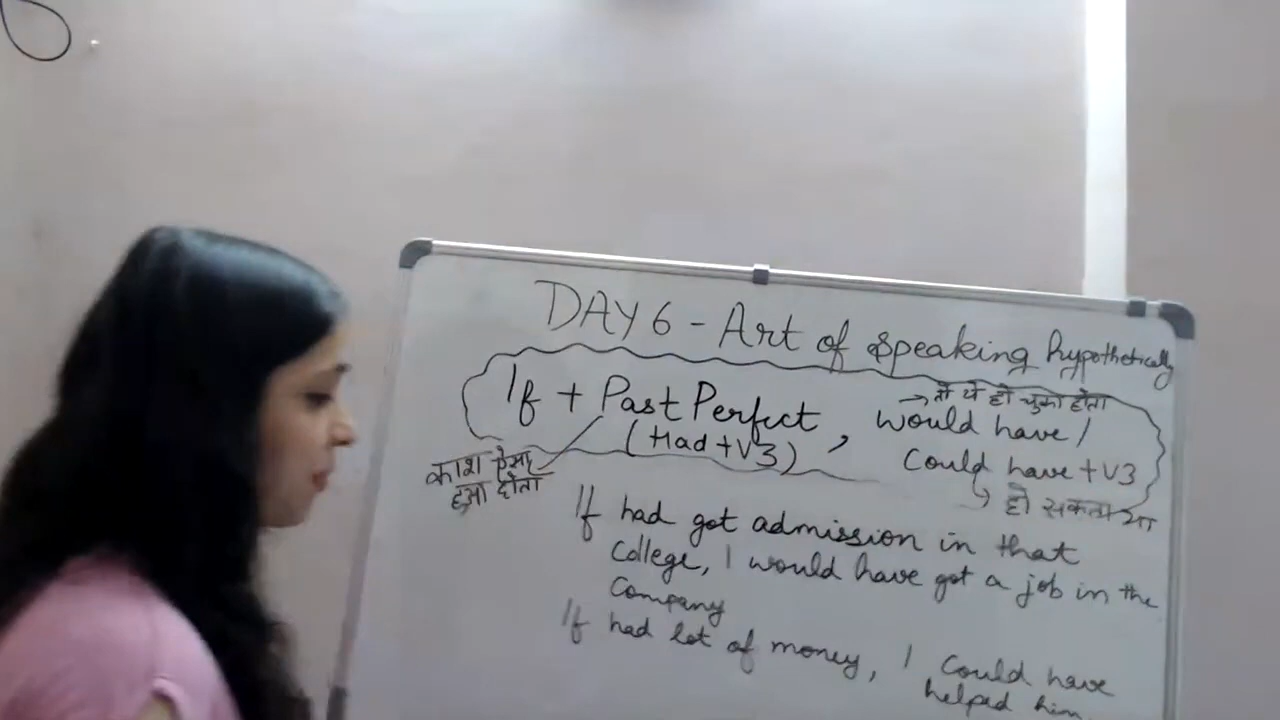 DAY 6 - Art of speaking hypothetically
If + Past Perfect, would have /
(Had + V3)
→ तो ये हो चुका होता
Could have + V3
हो सकता था
काश ऐसा
हुआ होता
If had got admission in that
College, I would have got a job in the
Company
If had lot of money, I Could have
helped him